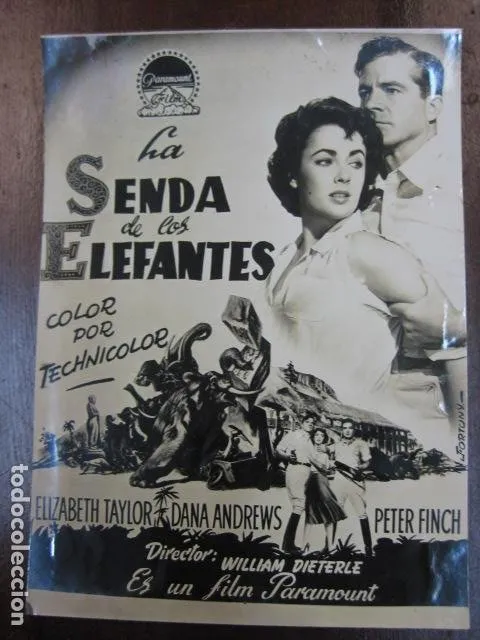 Paramount
Films
La
SENDA
de los
ELEFANTES
COLOR
POR
TECHNICOLOR
FORTUNY
ELIZABETH TAYLOR DANA ANDREWS PETER FINCH
Director: WILLIAM DIETERLE
Es un film Paramount
todocoleccion